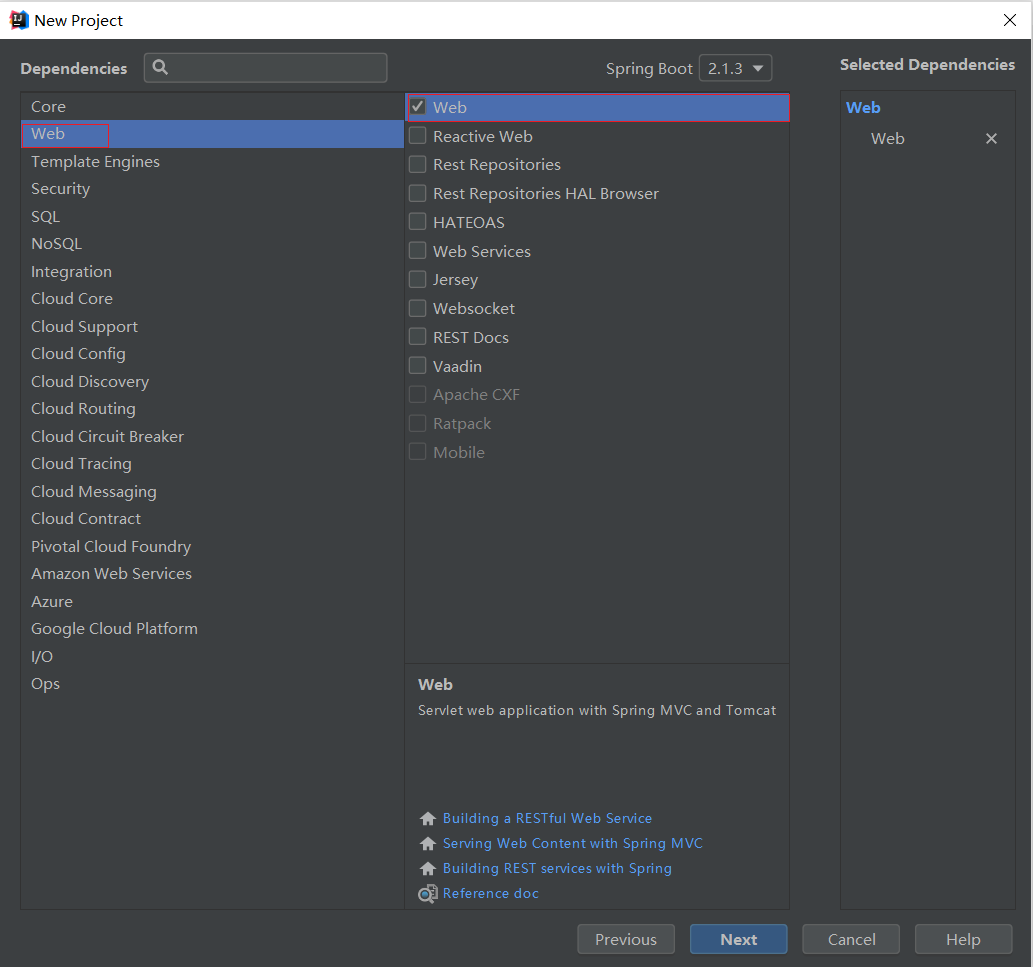 New Project
Dependencies
Spring Boot 2.1.3
Selected Dependencies
Core
Web
Template Engines
Security
SQL
NoSQL
Integration
Cloud Core
Cloud Support
Cloud Config
Cloud Discovery
Cloud Routing
Cloud Circuit Breaker
Cloud Tracing
Cloud Messaging
Cloud Contract
Pivotal Cloud Foundry
Amazon Web Services
Azure
Google Cloud Platform
I/O
Ops
Web
Reactive Web
Rest Repositories
Rest Repositories HAL Browser
HATEOAS
Web Services
Jersey
Websocket
REST Docs
Vaadin
Apache CXF
Ratpack
Mobile
Web
Servlet web application with Spring MVC and Tomcat
Building a RESTful Web Service
Serving Web Content with Spring MVC
Building REST services with Spring
Reference doc
Web
Web
Previous
Next
Cancel
Help